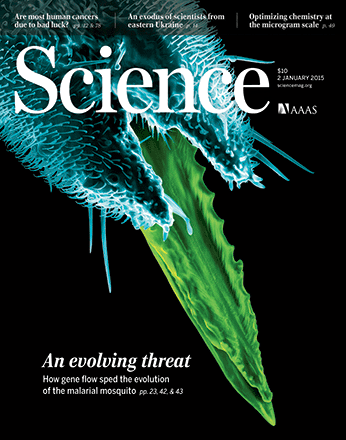 Are most human cancers
due to bad luck? pp. 12 & 78
An exodus of scientists from
eastern Ukraine p. 14
Optimizing chemistry at
the microgram scale p. 49
Science
$10
2 JANUARY 2015
sciencemag.org
AAAS
An evolving threat
How gene flow sped the evolution
of the malarial mosquito pp. 23, 42, & 43